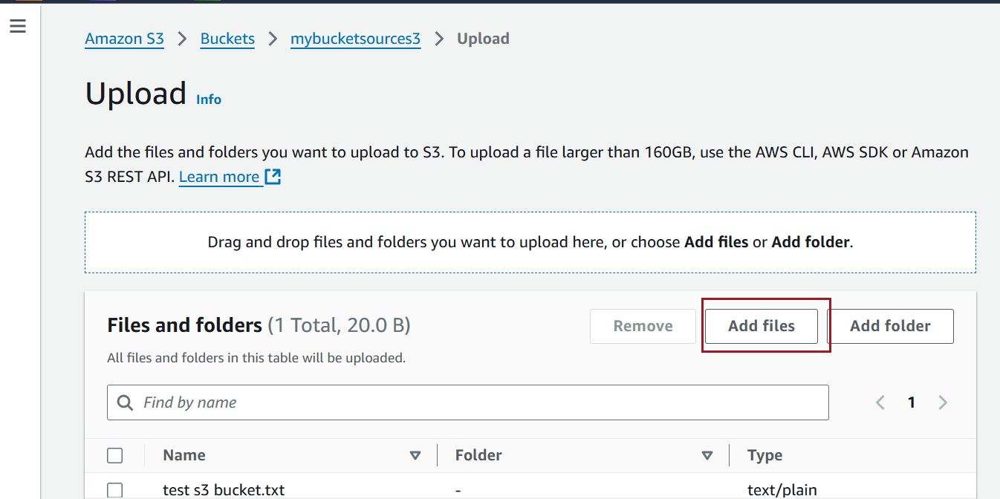 Amazon S3 > Buckets > mybucketsources3 > Upload
Upload Info
Add the files and folders you want to upload to S3. To upload a file larger than 160GB, use the AWS CLI, AWS SDK or Amazon
S3 REST API. Learn more
Drag and drop files and folders you want to upload here, or choose Add files or Add folder.
Files and folders (1 Total, 20.0 B) Remove Add files Add folder
All files and folders in this table will be uploaded.
Find by name 1
Name Folder Type
test s3 bucket.txt - text/plain